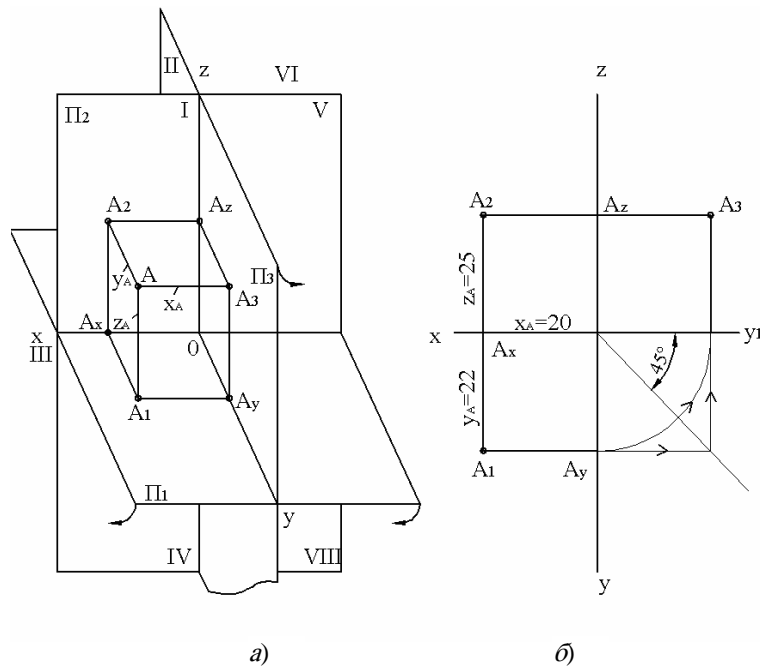 II
z
VI
П2
I
V
A2
Az
yA
A
П3
xA
A3
zA
Ax
x
0
III
A1
Ay
П1
y
IV
VIII
а)
z
A2
Az
A3
zA=25
x
xA=20
y1
Ax
45°
yA=22
A1
Ay
y
б)